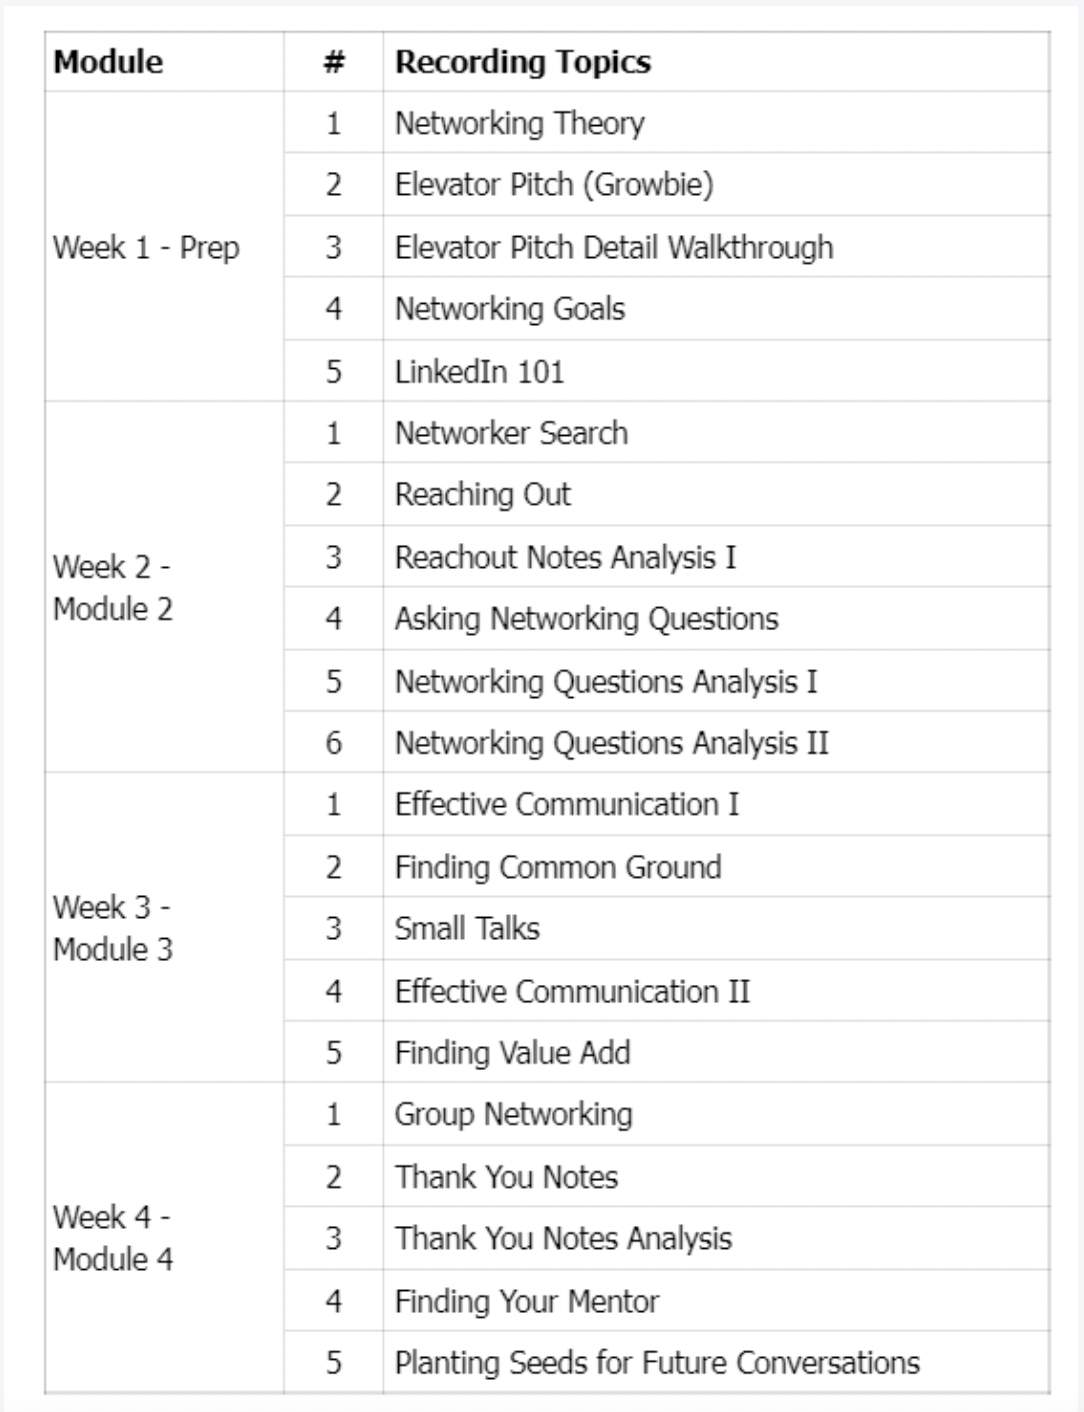 Module # Recording Topics
1 Networking Theory
2 Elevator Pitch (Growbie)
Week 1 - Prep 3 Elevator Pitch Detail Walkthrough
4 Networking Goals
5 LinkedIn 101
1 Networker Search
2 Reaching Out
Week 2 -
Module 2
3 Reachout Notes Analysis I
4 Asking Networking Questions
5 Networking Questions Analysis I
6 Networking Questions Analysis II
1 Effective Communication I
2 Finding Common Ground
Week 3 -
Module 3
3 Small Talks
4 Effective Communication II
5 Finding Value Add
1 Group Networking
2 Thank You Notes
Week 4 -
Module 4
3 Thank You Notes Analysis
4 Finding Your Mentor
5 Planting Seeds for Future Conversations